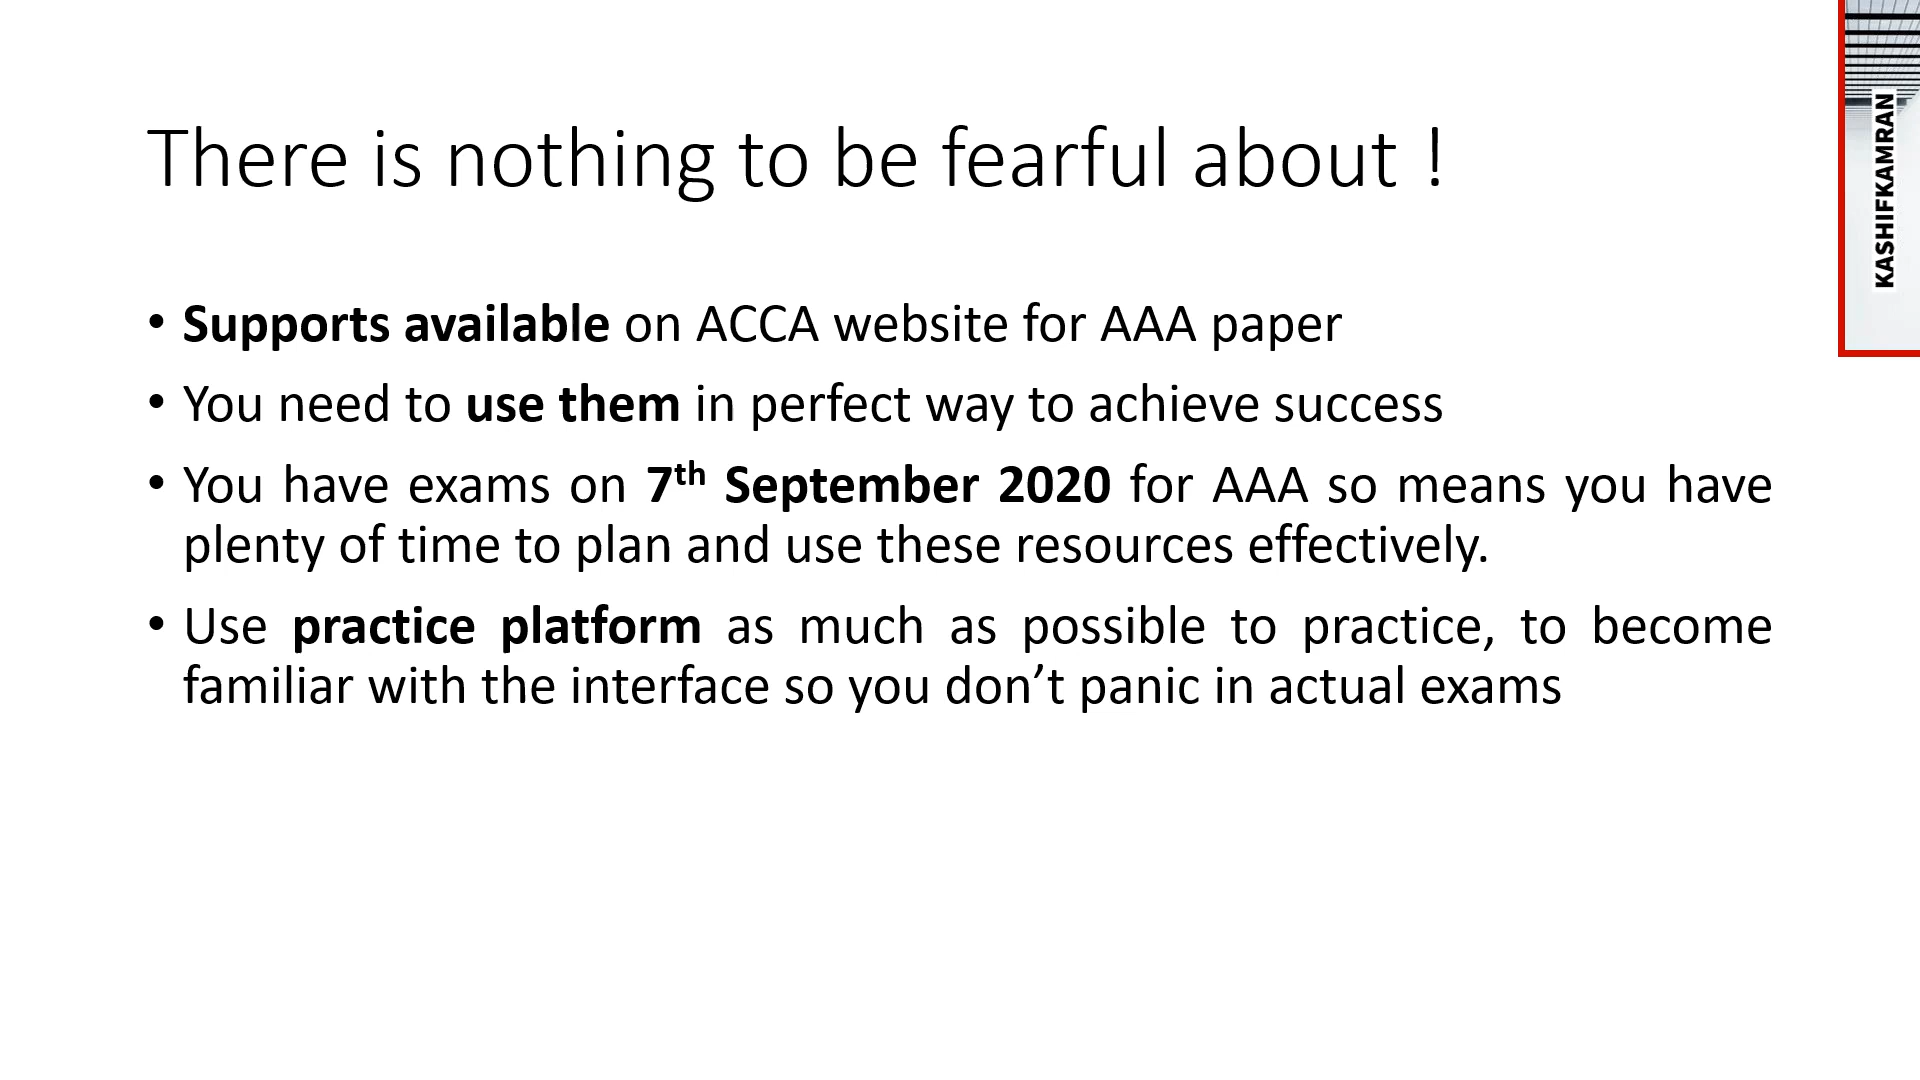 There is nothing to be fearful about !
• Supports available on ACCA website for AAA paper
• You need to use them in perfect way to achieve success
• You have exams on 7th September 2020 for AAA so means you have
plenty of time to plan and use these resources effectively.
• Use practice platform as much as possible to practice, to become
familiar with the interface so you don’t panic in actual exams
KASHIFKAMRAN